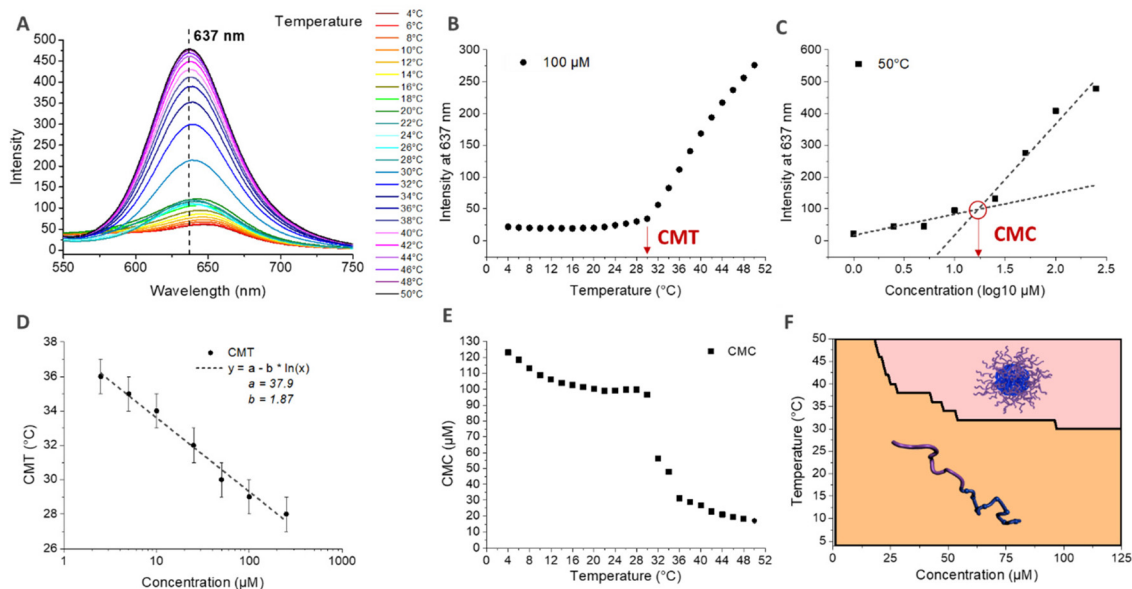 A
Temperature
637 nm
4°C
6°C
8°C
10°C
12°C
14°C
16°C
18°C
20°C
22°C
24°C
26°C
28°C
30°C
32°C
34°C
36°C
38°C
40°C
42°C
44°C
46°C
48°C
50°C
500
450
400
350
300
250
200
150
100
50
0
Intensity
550 600 650 700 750
Wavelength (nm)
B
300
250
200
150
100
50
0
Intensity at 637 nm
100 µM
CMT
0 4 8 12 16 20 24 28 32 36 40 44 48 52
Temperature (°C)
C
600
500
400
300
200
100
0
Intensity at 637 nm
50°C
CMC
0.0 0.5 1.0 1.5 2.0 2.5
Concentration (log10 µM)
D
38
36
34
32
30
28
26
CMT (°C)
CMT
y = a - b * ln(x)
a = 37.9
b = 1.87
1 10 100 1000
Concentration (µM)
E
130
120
110
100
90
80
70
60
50
40
30
20
10
0
CMC (µM)
CMC
0 4 8 12 16 20 24 28 32 36 40 44 48 52
Temperature (°C)
F
50
45
40
35
30
25
20
15
10
5
Temperature (°C)
0 25 50 75 100 125
Concentration (µM)